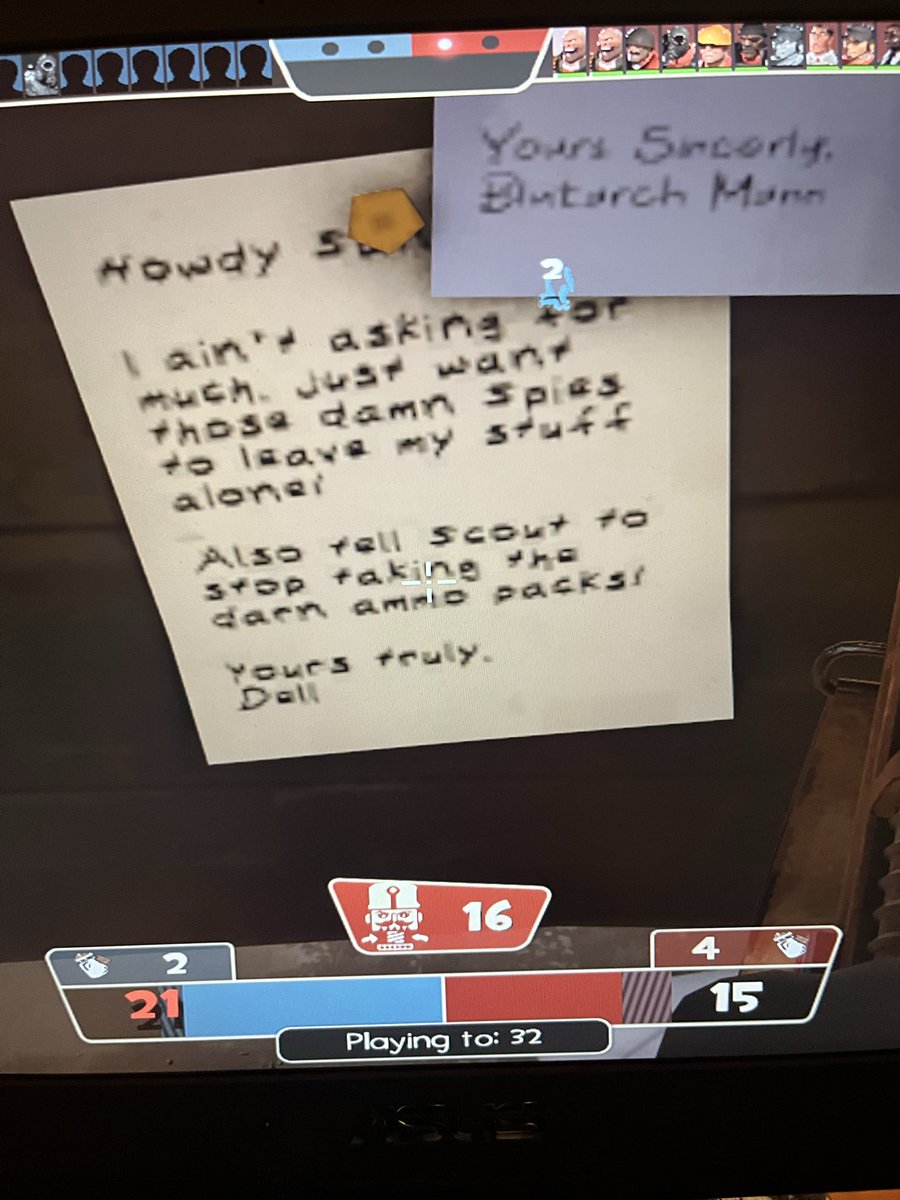 Yours Sincerly,
Blutarch Mann
Howdy
I ain't asking for
much. Just want
those damn spies
to leave my stuff
alone!
Also tell scout to
stop taking the
darn ammo packs!
Yours truly,
Dell
2
16
2
4
21
15
Playing to: 32
ASUS